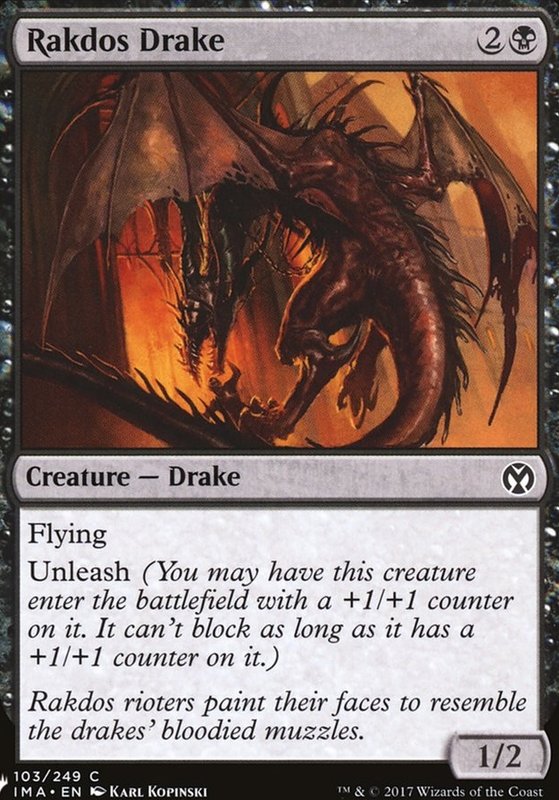 Rakdos Drake 2
Creature — Drake
Flying
Unleash (You may have this creature
enter the battlefield with a +1/+1 counter
on it. It can't block as long as it has a
+1/+1 counter on it.)
Rakdos rioters paint their faces to resemble
the drakes' bloodied muzzles.
1/2
103/249 C
IMA • EN Karl Kopinski
™ & © 2017 Wizards of the Coast